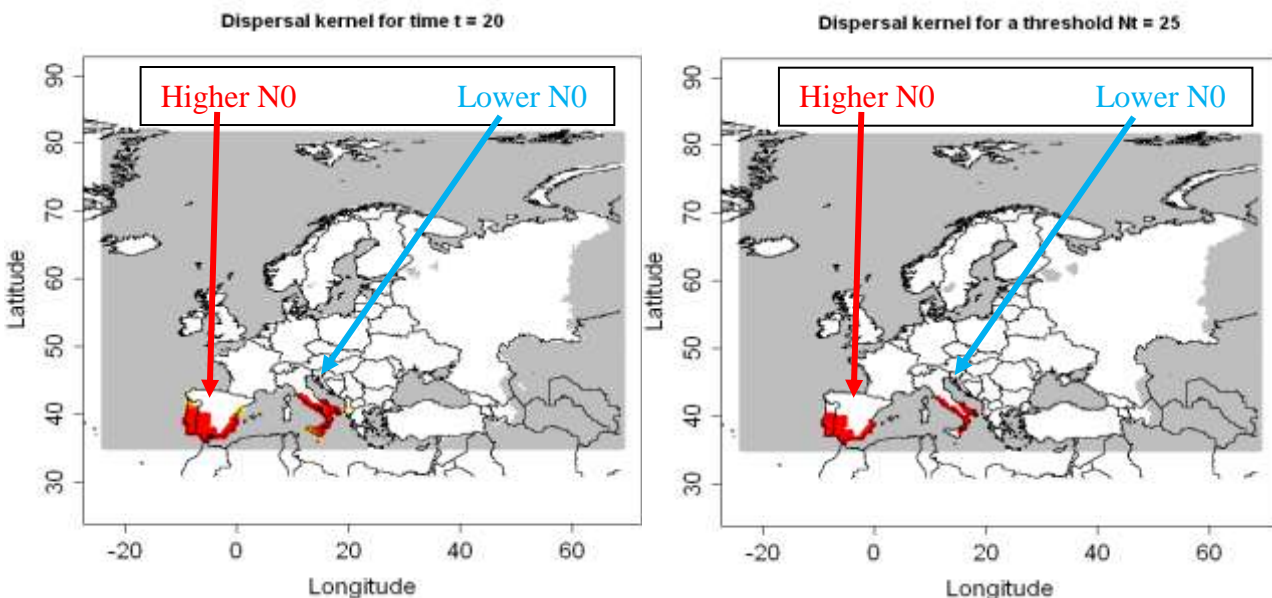 Dispersal kernel for time t = 20
Higher N0 Lower N0
90
80
70
60
50
40
30
Latitude
-20 0 20 40 60
Longitude
Dispersal kernel for a threshold Nt = 25
Higher N0 Lower N0
90
80
70
60
50
40
30
Latitude
-20 0 20 40 60
Longitude